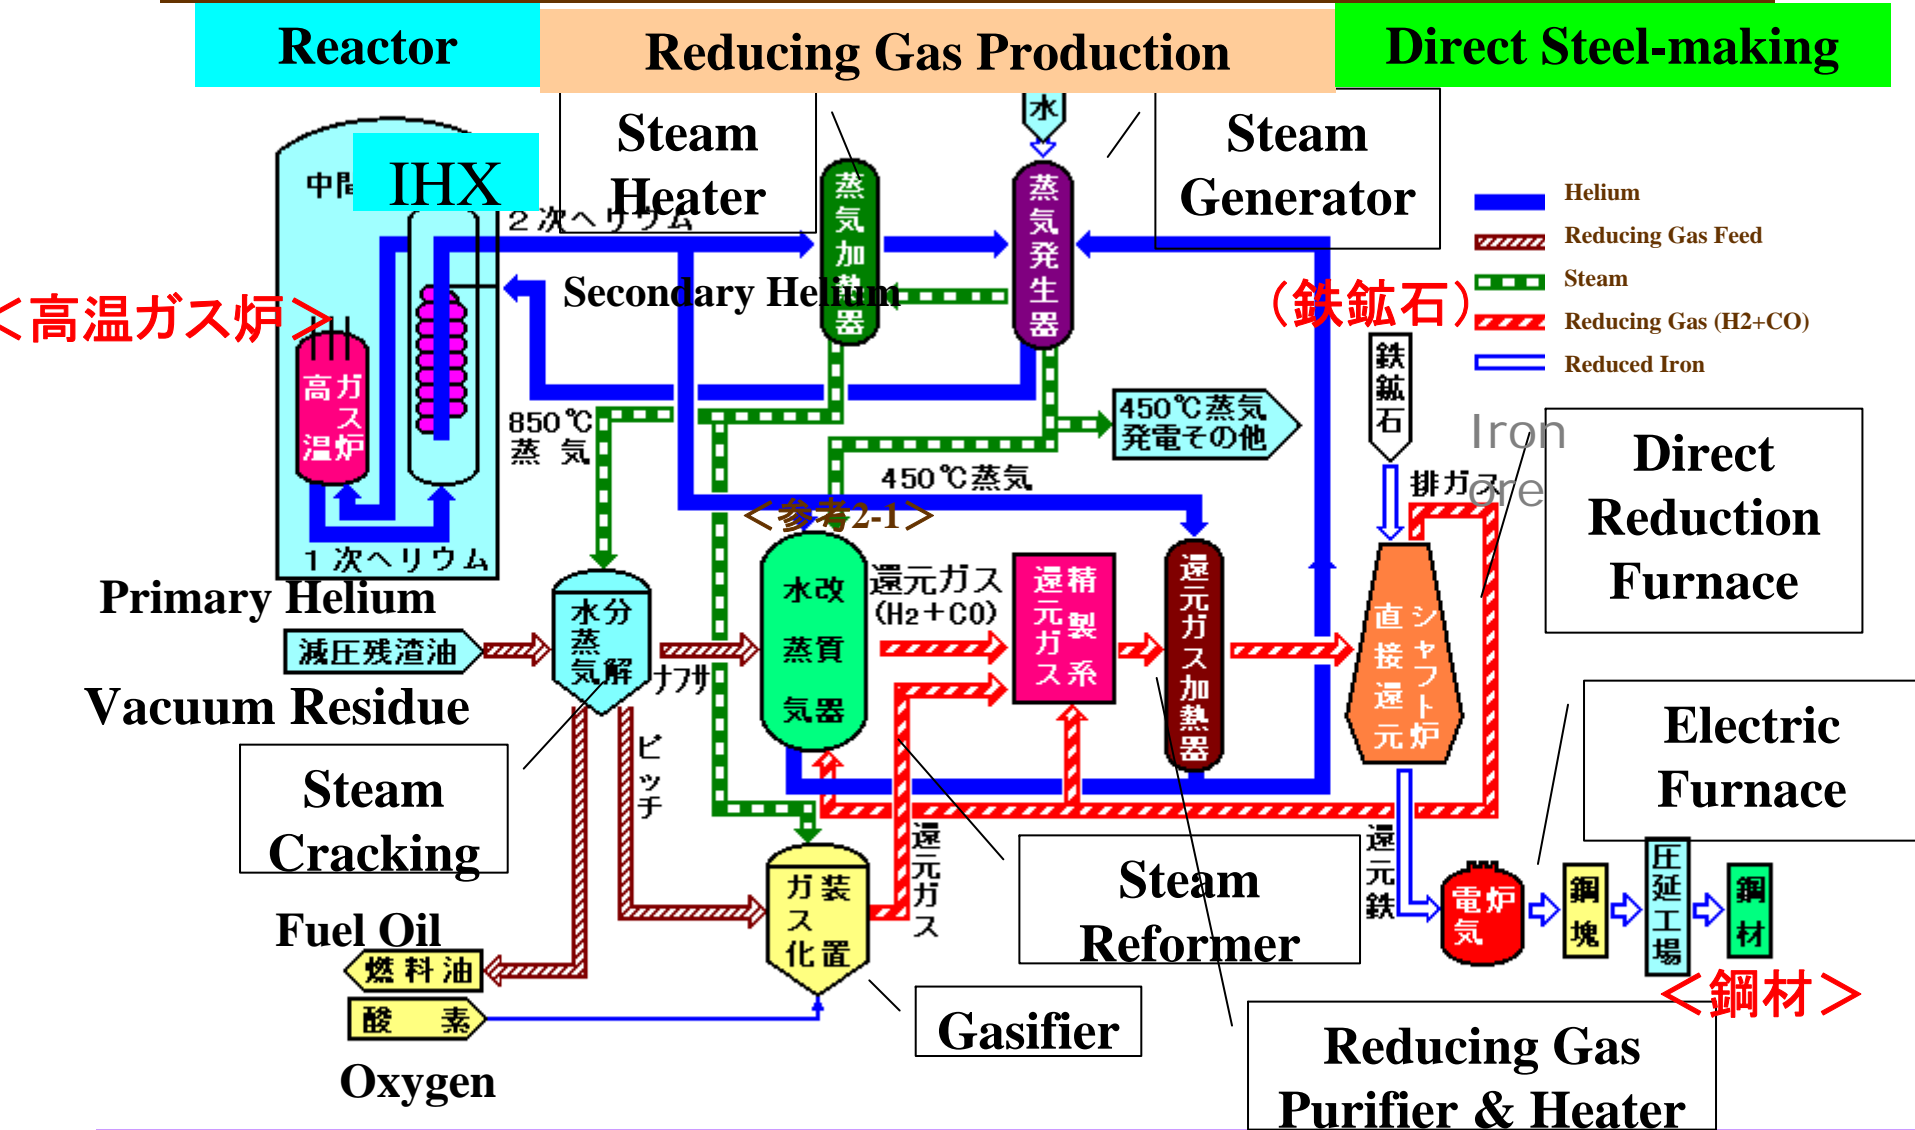 Reactor
Reducing Gas Production
Direct Steel-making
IHX
Steam
Heater
水
Steam
Generator
2次ヘリウム
蒸気加熱器
蒸気発生器
Secondary Helium
Helium
Reducing Gas Feed
Steam
Reducing Gas (H2+CO)
Reduced Iron
<高温ガス炉>
(鉄鉱石)
高温ガス炉
鉄鉱石
850℃
蒸気
450℃蒸気
発電その他
450℃蒸気
Iron
ore
排ガス
Direct
Reduction
Furnace
<参考2-1>
1次ヘリウム
Primary Helium
減圧残渣油
Vacuum Residue
水蒸気分解
ナフサ
水蒸気改質器
還元ガス
(H2+CO)
還元ガス精製系
還元ガス加熱器
直接還元シャフト炉
ピッチ
Steam
Cracking
Electric
Furnace
還元ガス
還元鉄
Steam
Reformer
ガス化装置
電気炉
鋼塊
圧延工場
鋼材
<鋼材>
Fuel Oil
燃料油
酸素
Oxygen
Gasifier
Reducing Gas
Purifier & Heater